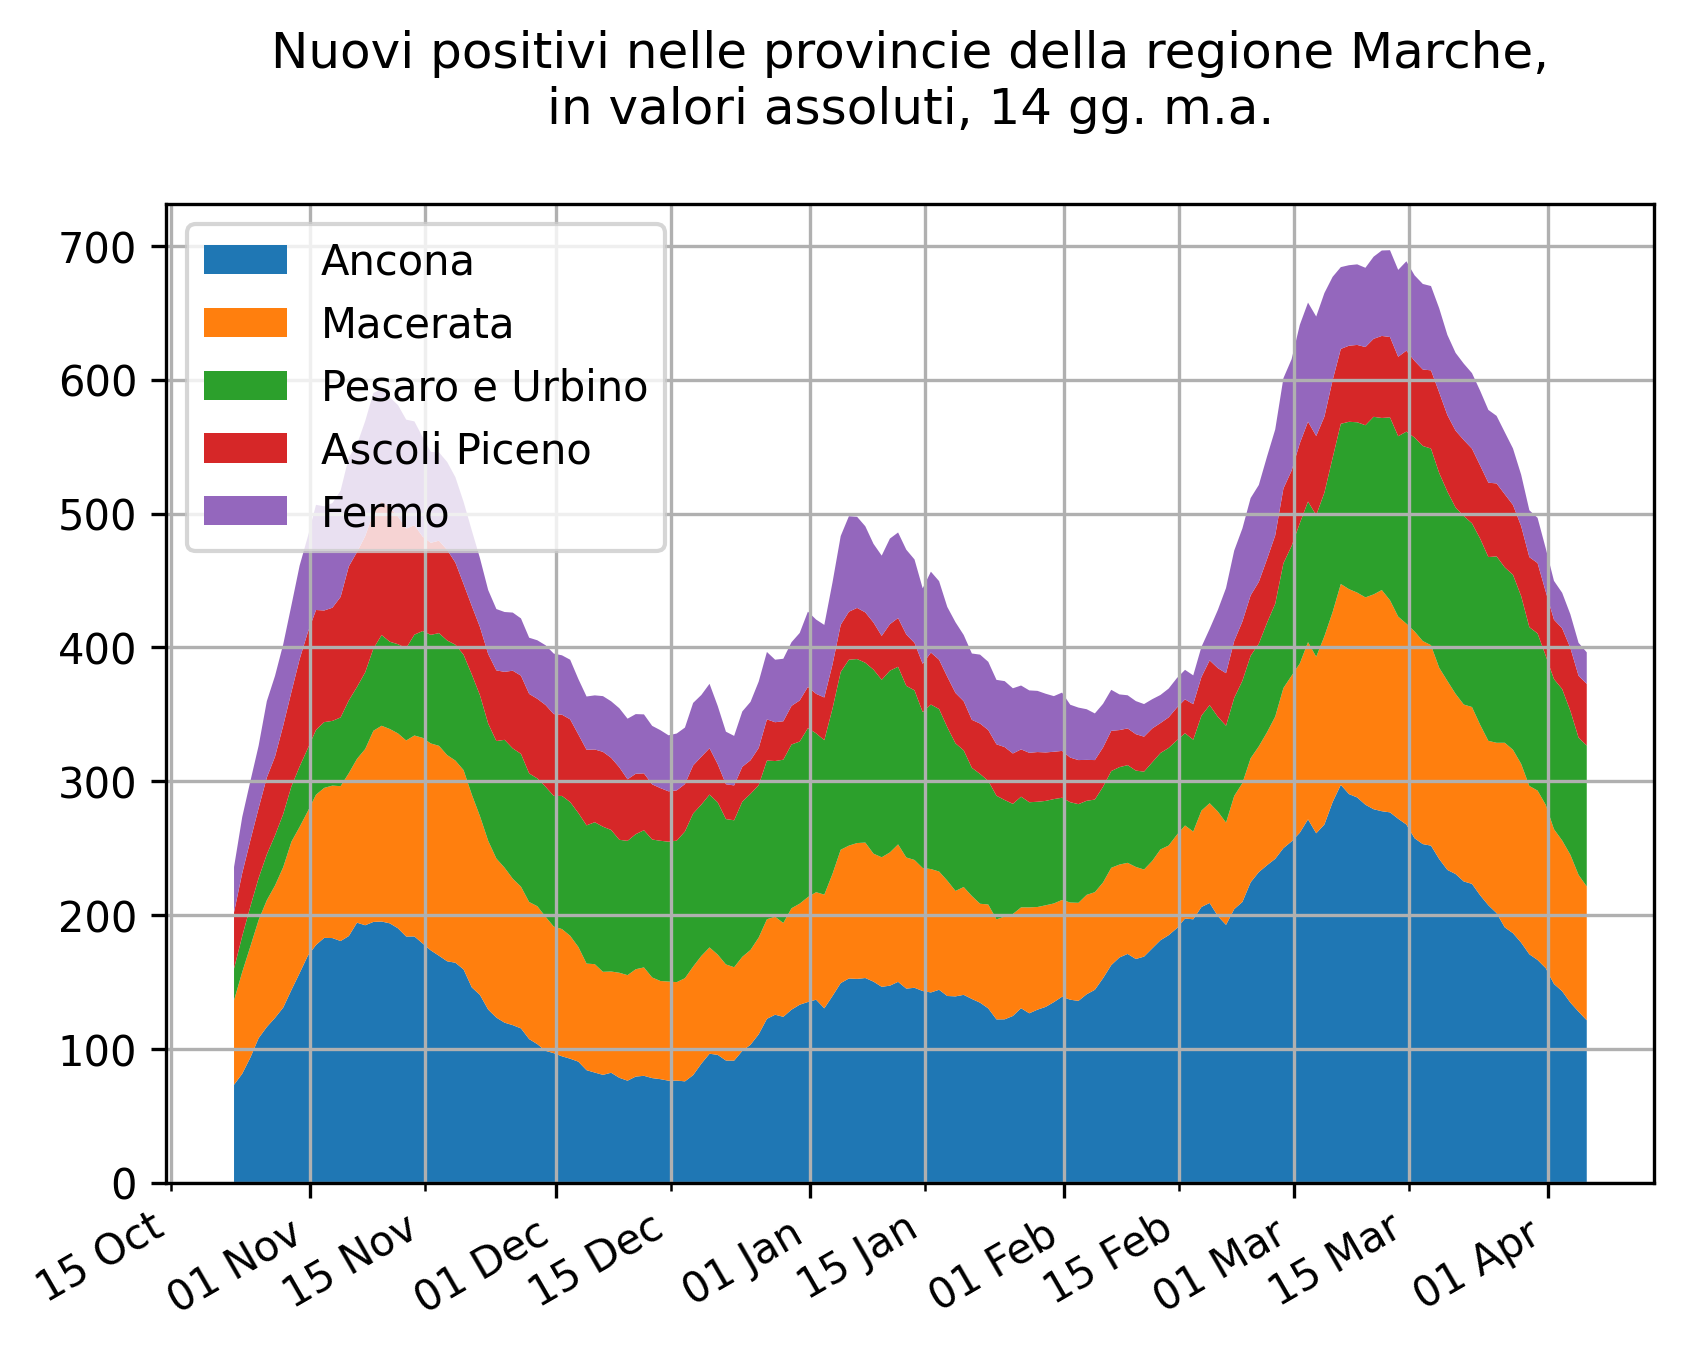 Nuovi positivi nelle provincie della regione Marche,
in valori assoluti, 14 gg. m.a.
700
600
500
400
300
200
100
0
Ancona
Macerata
Pesaro e Urbino
Ascoli Piceno
Fermo
15 Oct
01 Nov
15 Nov
01 Dec
15 Dec
01 Jan
15 Jan
01 Feb
15 Feb
01 Mar
15 Mar
01 Apr